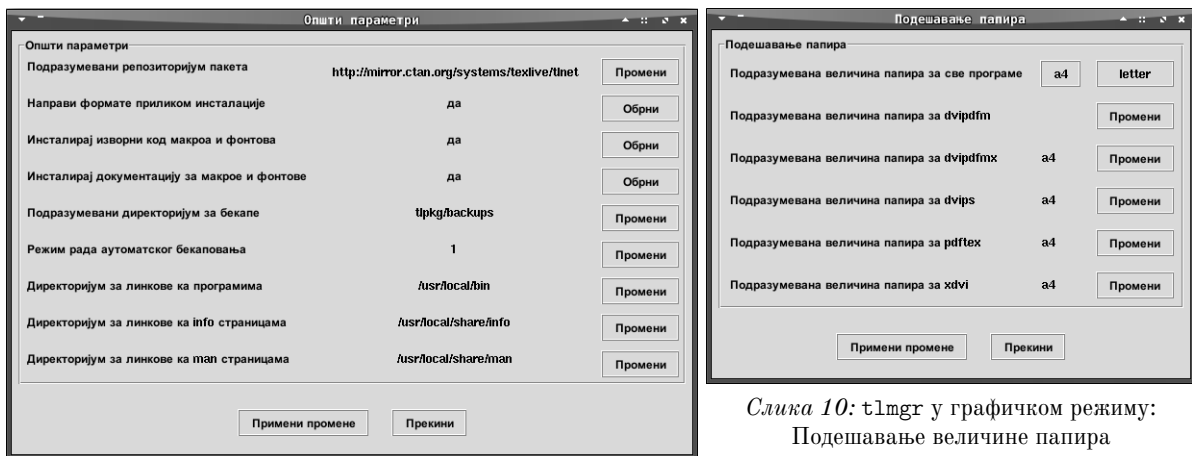 Општи параметри
Општи параметри
Подразумевани репозиторијум пакета http://mirror.ctan.org/systems/texlive/tlnet Промени
Направи формате приликом инсталације да Обрни
Инсталирај изворни код макроа и фонтова да Обрни
Инсталирај документацију за макрое и фонтове да Обрни
Подразумевани директоријум за бекапе tlpkg/backups Промени
Режим рада аутоматског бекаповања 1 Промени
Директоријум за линкове ка програмима /usr/local/bin Промени
Директоријум за линкове ка info страницама /usr/local/share/info Промени
Директоријум за линкове ка man страницама /usr/local/share/man Промени
Примени промене Прекини
Подешавање папира
Подешавање папира
Подразумевана величина папира за све програме a4 letter
Подразумевана величина папира за dvipdfm Промени
Подразумевана величина папира за dvipdfmx a4 Промени
Подразумевана величина папира за dvips a4 Промени
Подразумевана величина папира за pdftex a4 Промени
Подразумевана величина папира за xdvi a4 Промени
Примени промене Прекини
Слика 10: tlmgr у графичком режиму:
Подешавање величине папира